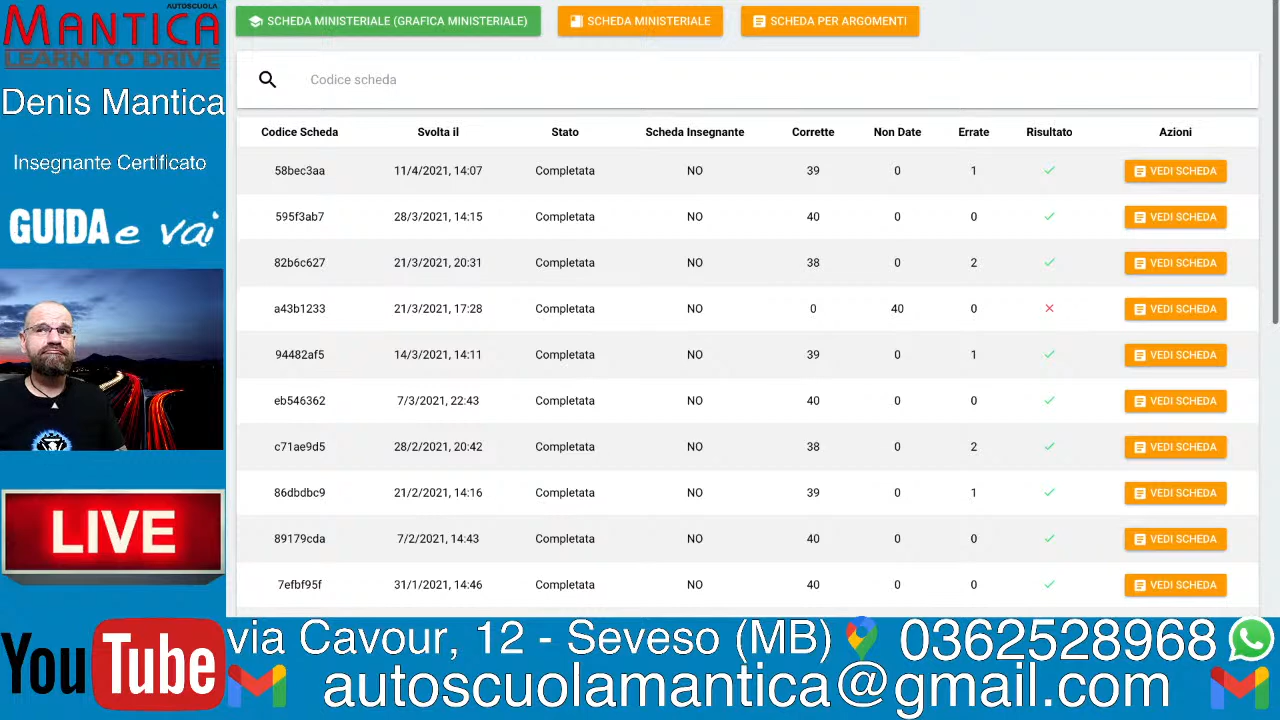 AUTOSCUOLA
MANTICA
LEARN TO DRIVE
Denis Mantica
Insegnante Certificato
GUIDA e vai
LIVE
YouTube
SCHEDA MINISTERIALE (GRAFICA MINISTERIALE) SCHEDA MINISTERIALE SCHEDA PER ARGOMENTI
Codice scheda
Codice Scheda Svolta il Stato Scheda Insegnante Corrette Non Date Errate Risultato Azioni
58bec3aa 11/4/2021, 14:07 Completata NO 39 0 1 VEDI SCHEDA
595f3ab7 28/3/2021, 14:15 Completata NO 40 0 0 VEDI SCHEDA
82b6c627 21/3/2021, 20:31 Completata NO 38 0 2 VEDI SCHEDA
a43b1233 21/3/2021, 17:28 Completata NO 0 40 0 VEDI SCHEDA
94482af5 14/3/2021, 14:11 Completata NO 39 0 1 VEDI SCHEDA
eb546362 7/3/2021, 22:43 Completata NO 40 0 0 VEDI SCHEDA
c71ae9d5 28/2/2021, 20:42 Completata NO 38 0 2 VEDI SCHEDA
86dbdbc9 21/2/2021, 14:16 Completata NO 39 0 1 VEDI SCHEDA
89179cda 7/2/2021, 14:43 Completata NO 40 0 0 VEDI SCHEDA
7efbf95f 31/1/2021, 14:46 Completata NO 40 0 0 VEDI SCHEDA
via Cavour, 12 - Seveso (MB) 0362528968
autoscuolamantica@gmail.com